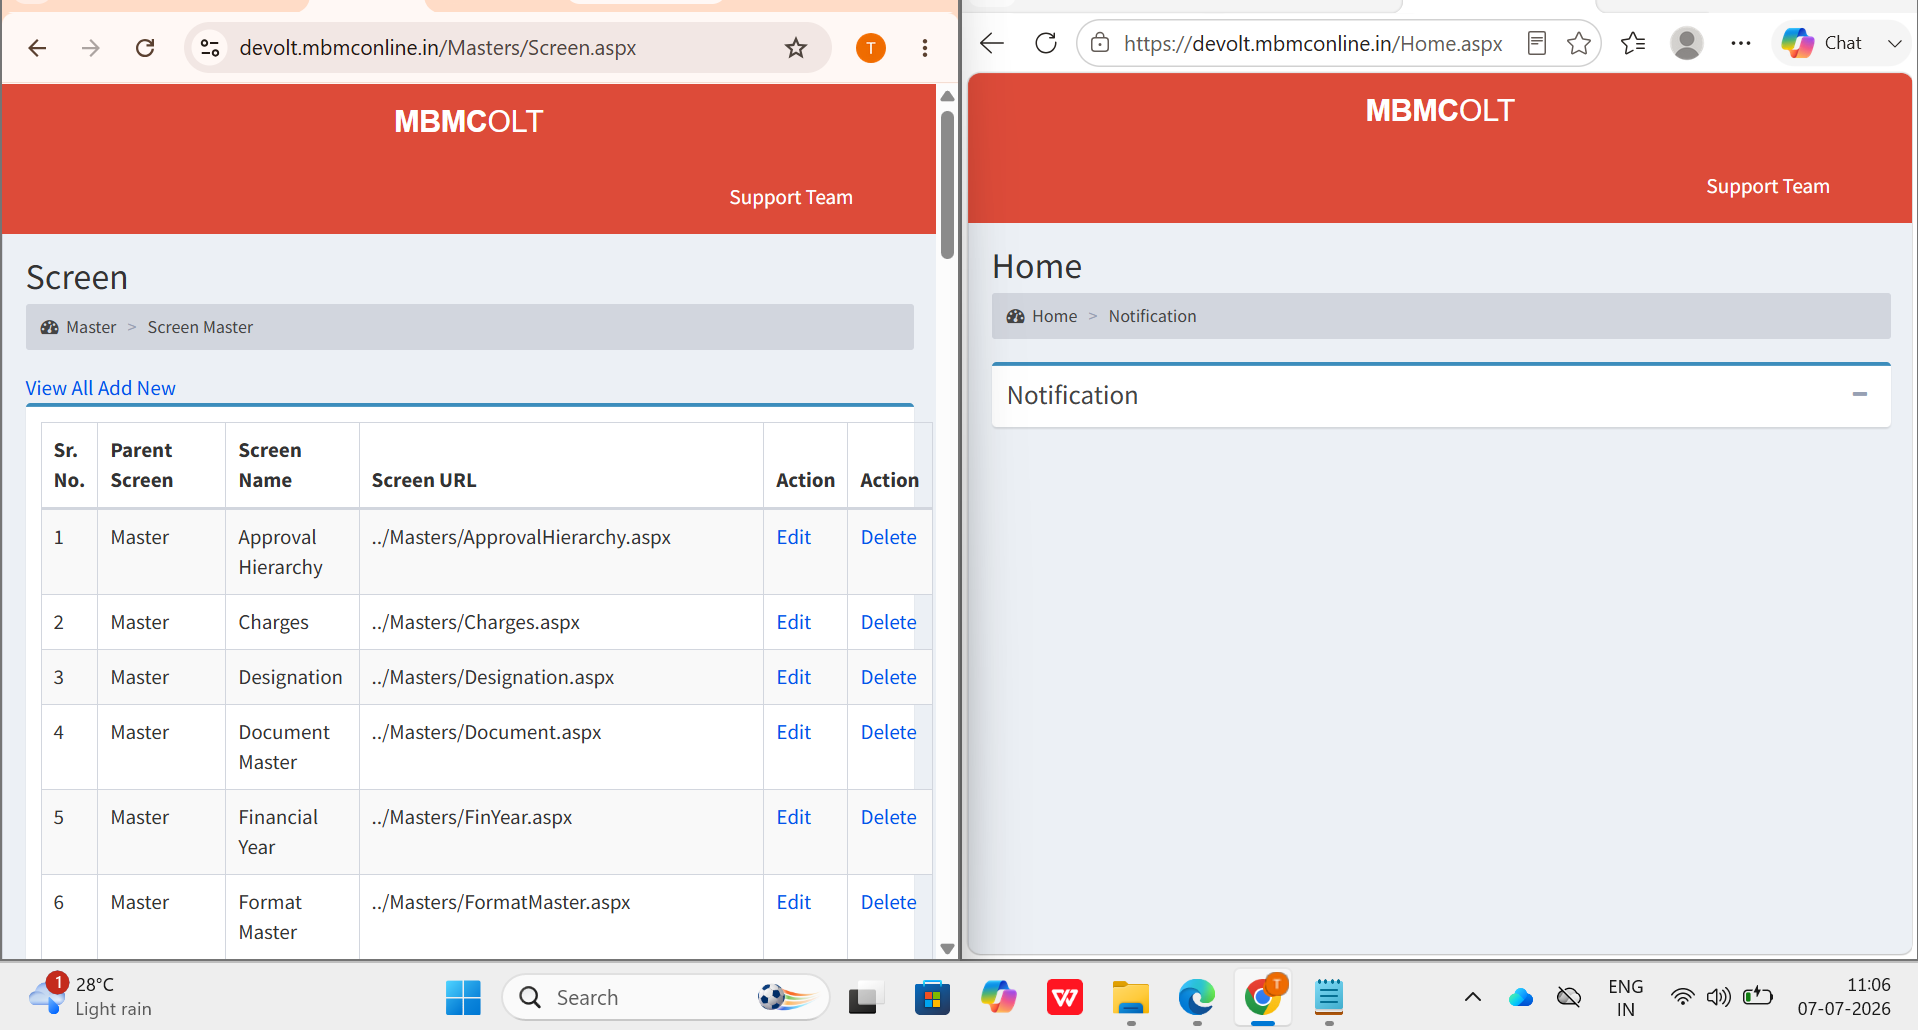 devolt.mbmconline.in/Masters/Screen.aspx
T
MBMCOLT
Support Team
Screen
Master > Screen Master
View All Add New
Sr. No. Parent Screen Screen Name Screen URL Action Action
1 Master Approval Hierarchy ../Masters/ApprovalHierarchy.aspx Edit Delete
2 Master Charges ../Masters/Charges.aspx Edit Delete
3 Master Designation ../Masters/Designation.aspx Edit Delete
4 Master Document Master ../Masters/Document.aspx Edit Delete
5 Master Financial Year ../Masters/FinYear.aspx Edit Delete
6 Master Format Master ../Masters/FormatMaster.aspx Edit Delete
https://devolt.mbmconline.in/Home.aspx
Chat
MBMCOLT
Support Team
Home
Home > Notification
Notification
1
28°C
Light rain
Search
W
T
ENG
IN
11:06
07-07-2026